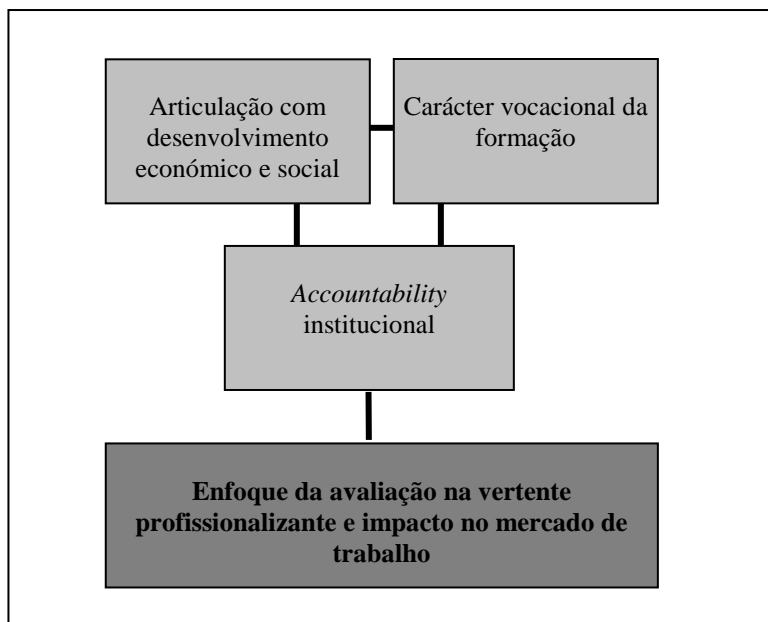 Articulação com
desenvolvimento
económico e social
Carácter vocacional da
formação
Accountability
institucional
Enfoque da avaliação na vertente
profissionalizante e impacto no mercado de
trabalho